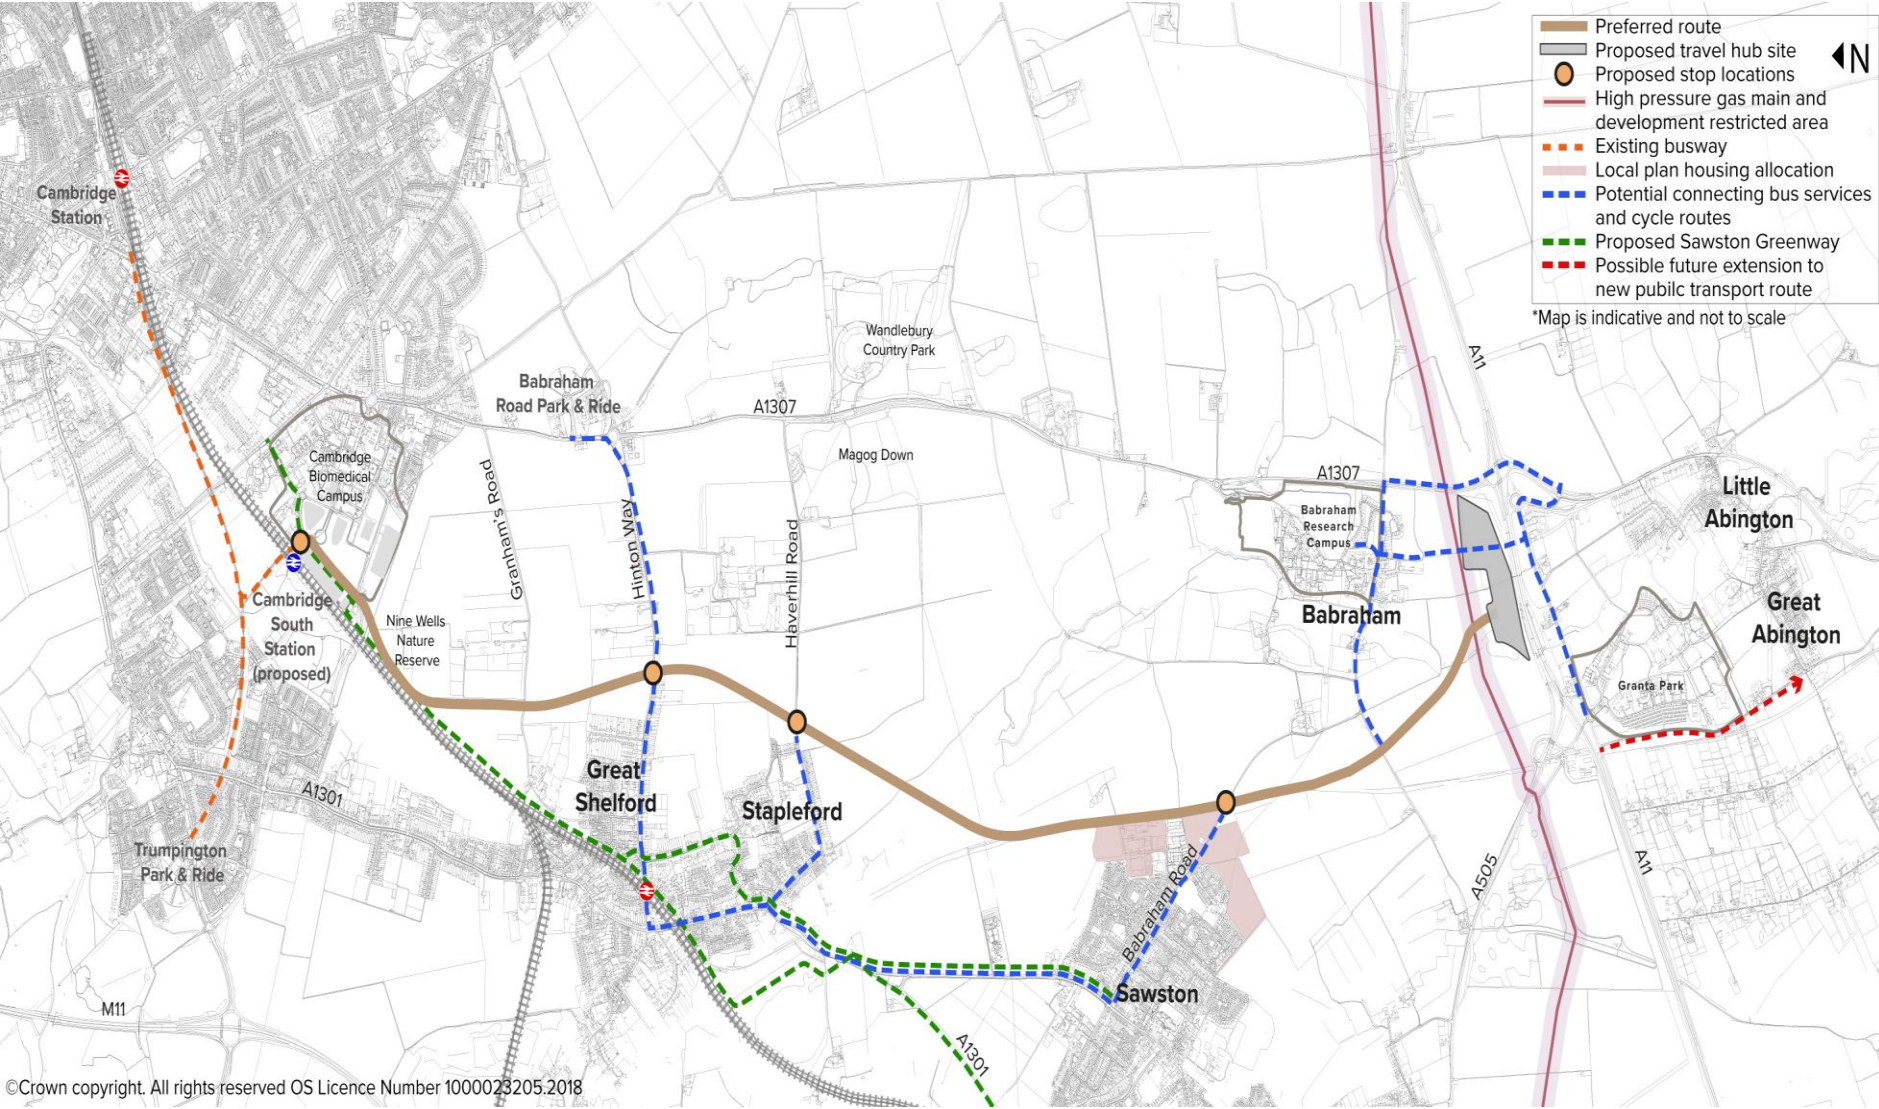 Preferred route
Proposed travel hub site
Proposed stop locations
High pressure gas main and
development restricted area
Existing busway
Local plan housing allocation
Potential connecting bus services
and cycle routes
Proposed Sawston Greenway
Possible future extension to
new public transport route
N
*Map is indicative and not to scale
Cambridge
Station
Wandlebury
Country Park
A11
Babraham
Road Park & Ride
A1307
Cambridge
Biomedical
Campus
Magog Down
Granham's Road
Hinton Way
Haverhill Road
A1307
Babraham
Research
Campus
Little
Abington
Cambridge
South
Station
(proposed)
Nine Wells
Nature
Reserve
Babraham
Great
Abington
Granta Park
Great
Shelford
Stapleford
A1301
Trumpington
Park & Ride
Babraham Road
A505
A11
Sawston
M11
A1301
©Crown copyright. All rights reserved OS Licence Number 1000023205.2018